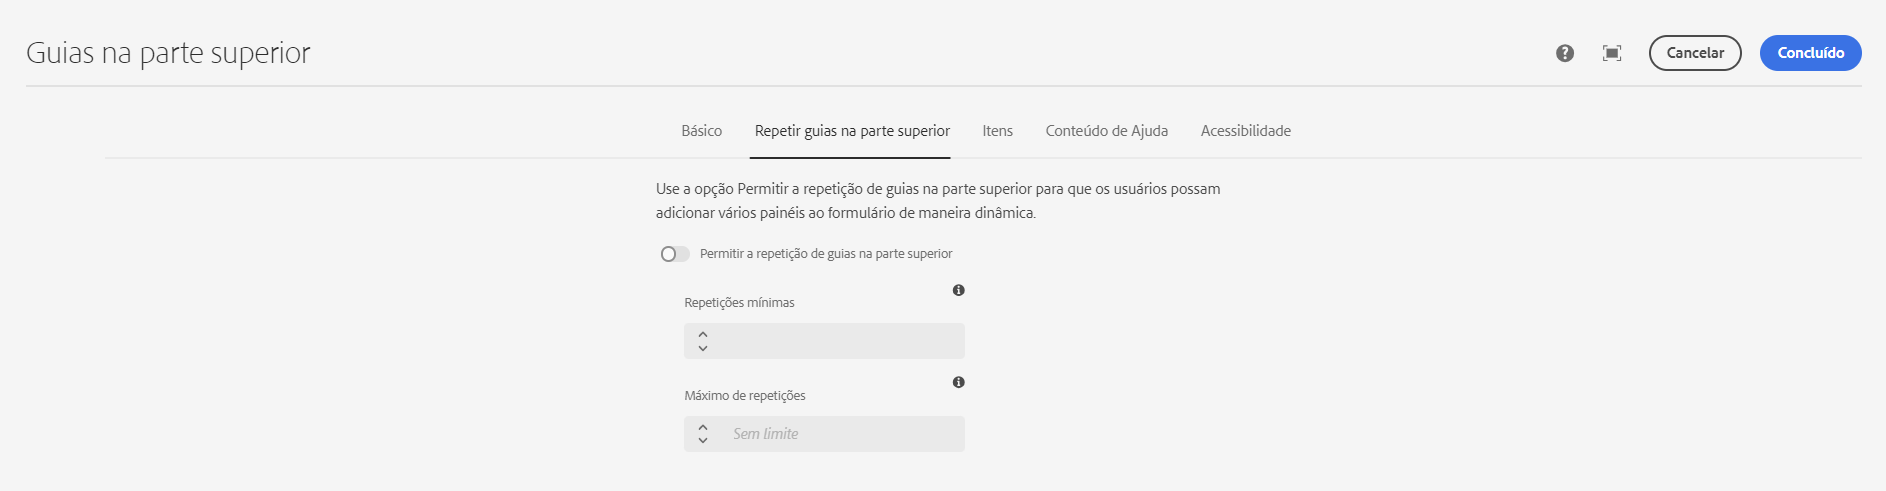 Guias na parte superior
Cancelar
Concluído
Básico
Repetir guias na parte superior
Itens
Conteúdo de Ajuda
Acessibilidade
Use a opção Permitir a repetição de guias na parte superior para que os usuários possam
adicionar vários painéis ao formulário de maneira dinâmica.
Permitir a repetição de guias na parte superior
Repetições mínimas
Máximo de repetições
Sem limite